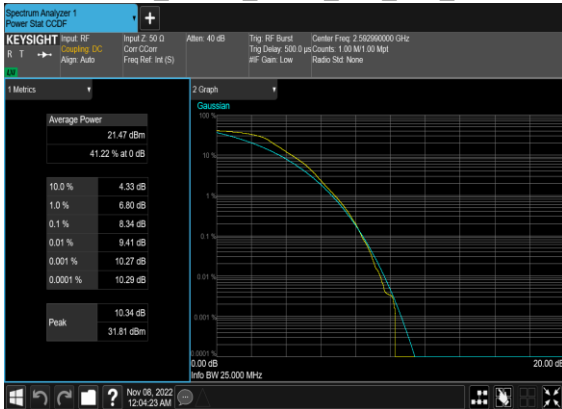 Spectrum Analyzer 1
Power Stat CCDF
+
KEYSIGHT
R T
Input: RF
Coupling: DC
Align: Auto
Input Z: 50 Ω
Corr CCorr
Freq Ref: Int (S)
Atten: 40 dB
Trig: RF Burst
Trig Delay: 500.0 µs
#IF Gain: Low
Center Freq: 2.592990000 GHz
Counts: 1.00 M/1.00 Mpt
Radio Std: None
1 Metrics
Average Power
21.47 dBm
41.22 % at 0 dB
10.0 % 4.33 dB
1.0 % 6.80 dB
0.1 % 8.34 dB
0.01 % 9.41 dB
0.001 % 10.27 dB
0.0001 % 10.29 dB
Peak
10.34 dB
31.81 dBm
2 Graph
Gaussian
100 %
10 %
1 %
0.1 %
0.01 %
0.001 %
0.0001 %
0.00 dB
20.00 dB
Info BW 25.000 MHz
?
Nov 08, 2022
12:04:23 AM